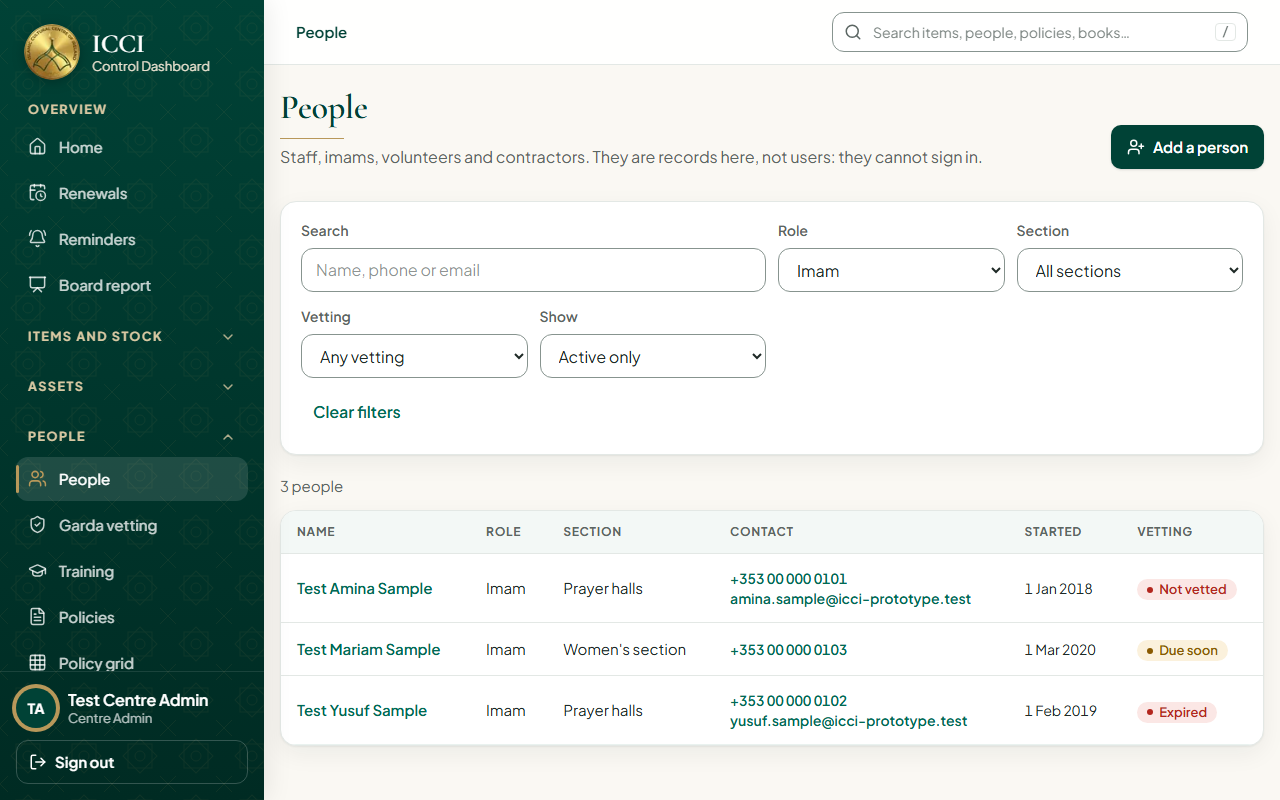 ICCI
Control Dashboard
OVERVIEW
Home
Renewals
Reminders
Board report
ITEMS AND STOCK
ASSETS
PEOPLE
People
Garda vetting
Training
Policies
Policy grid
TA
Test Centre Admin
Centre Admin
Sign out
People
Search items, people, policies, books…
/
People
Staff, imams, volunteers and contractors. They are records here, not users: they cannot sign in.
Add a person
Search Role Section
Name, phone or email Imam All sections
Vetting Show
Any vetting Active only
Clear filters
3 people
NAME ROLE SECTION CONTACT STARTED VETTING
Test Amina Sample Imam Prayer halls +353 00 000 0101 1 Jan 2018 Not vetted
amina.sample@icci-prototype.test
Test Mariam Sample Imam Women's section +353 00 000 0103 1 Mar 2020 Due soon
Test Yusuf Sample Imam Prayer halls +353 00 000 0102 1 Feb 2019 Expired
yusuf.sample@icci-prototype.test